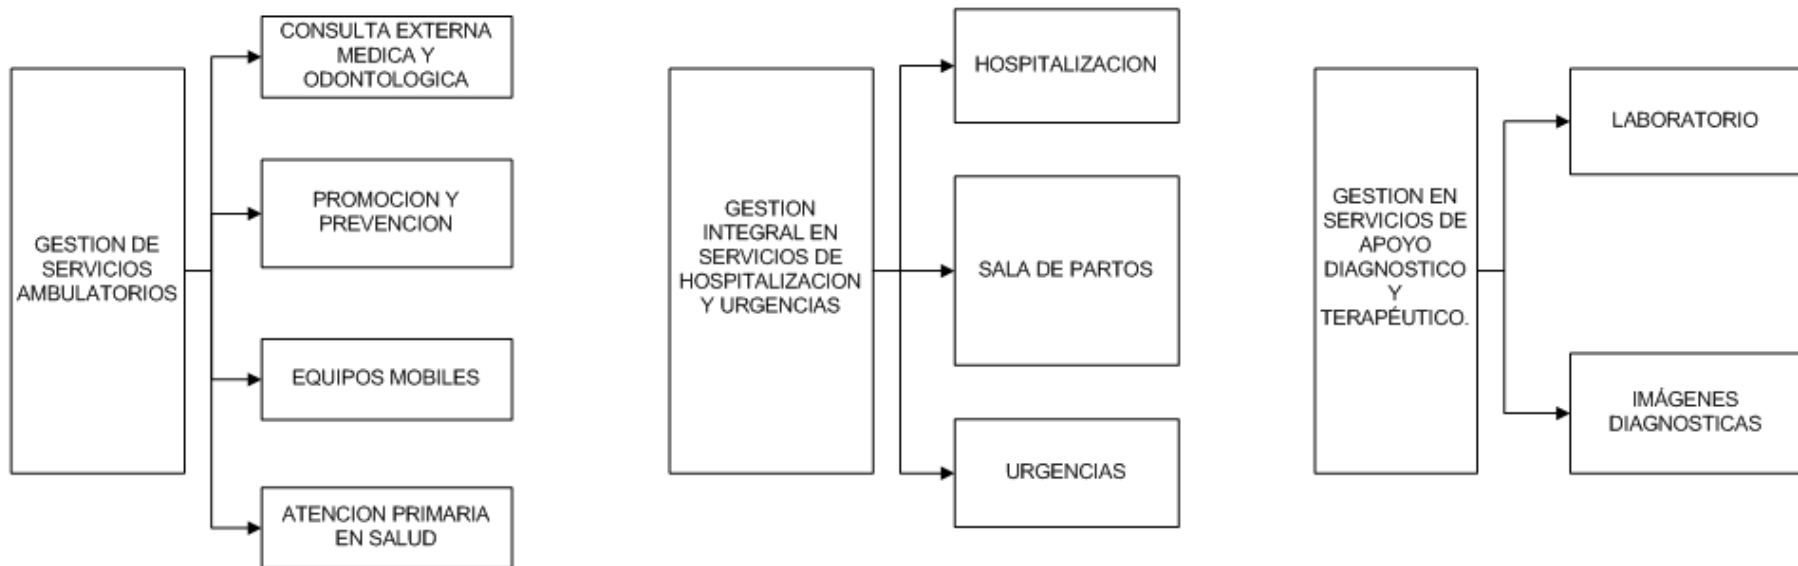 GESTION DE
SERVICIOS
AMBULATORIOS
CONSULTA EXTERNA
MEDICA Y
ODONTOLOGICA
PROMOCION Y
PREVENCION
EQUIPOS MOBILES
ATENCION PRIMARIA
EN SALUD
GESTION
INTEGRAL EN
SERVICIOS DE
HOSPITALIZACION
Y URGENCIAS
HOSPITALIZACION
SALA DE PARTOS
URGENCIAS
GESTION EN
SERVICIOS DE
APOYO
DIAGNOSTICO
Y
TERAPÉUTICO.
LABORATORIO
IMÁGENES
DIAGNOSTICAS